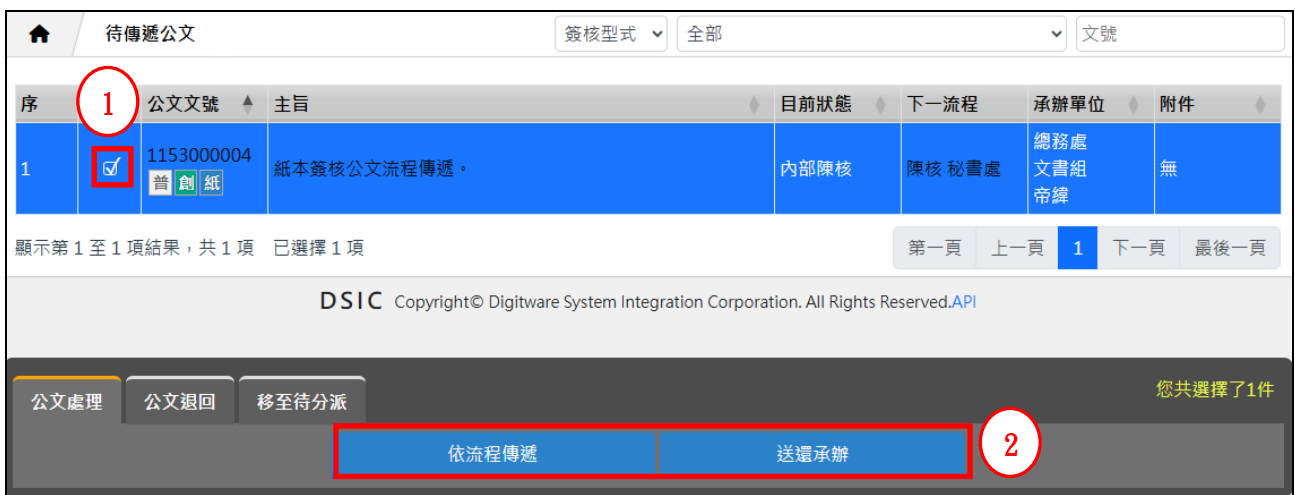 待傳遞公文 簽核型式 全部 文號
序 1 公文文號 主旨 目前狀態 下一流程 承辦單位 附件
1 1153000004 普 創 紙 紙本簽核公文流程傳遞。 內部陳核 陳核 秘書處 總務處 文書組 帝緯 無
顯示第 1 至 1 項結果，共 1 項 已選擇 1 項 第一頁 上一頁 1 下一頁 最後一頁
DSIC Copyright© Digitware System Integration Corporation. All Rights Reserved.API
公文處理 公文退回 移至待分派 您共選擇了1件
依流程傳遞 送還承辦 2